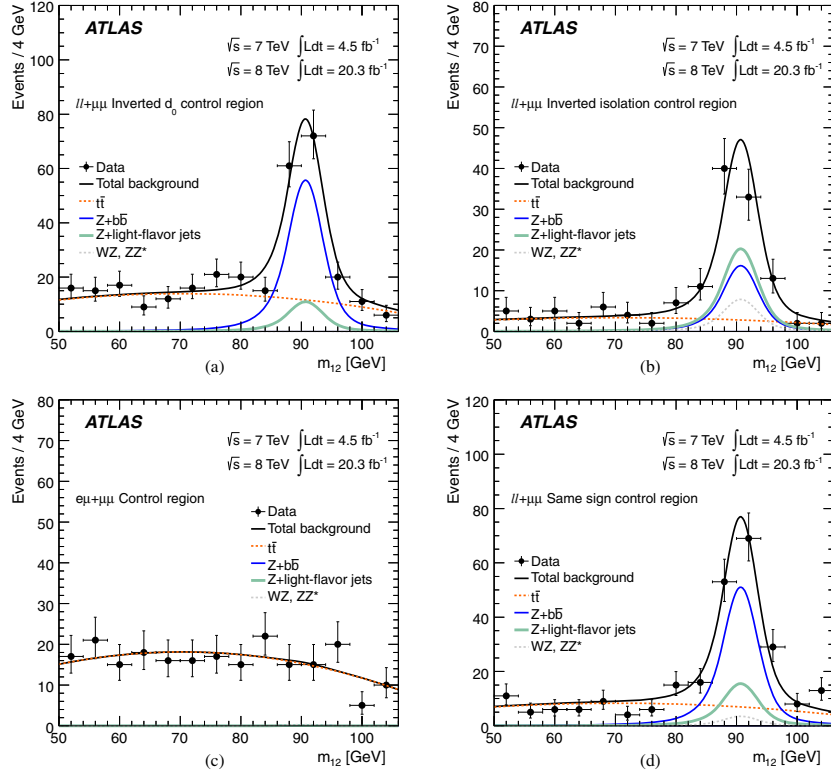 Events / 4 GeV
120
100
80
60
40
20
0
ATLAS
√s = 7 TeV ∫Ldt = 4.5 fb⁻¹
√s = 8 TeV ∫Ldt = 20.3 fb⁻¹
ll+μμ Inverted d₀ control region
Data
Total background
tt̄
Z+bb̄
Z+light-flavor jets
WZ, ZZ*
50 60 70 80 90 100
m₁₂ [GeV]
(a)
Events / 4 GeV
80
70
60
50
40
30
20
10
0
ATLAS
√s = 7 TeV ∫Ldt = 4.5 fb⁻¹
√s = 8 TeV ∫Ldt = 20.3 fb⁻¹
ll+μμ Inverted isolation control region
Data
Total background
tt̄
Z+bb̄
Z+light-flavor jets
WZ, ZZ*
50 60 70 80 90 100
m₁₂ [GeV]
(b)
Events / 4 GeV
80
70
60
50
40
30
20
10
0
ATLAS
√s = 7 TeV ∫Ldt = 4.5 fb⁻¹
√s = 8 TeV ∫Ldt = 20.3 fb⁻¹
eμ+μμ Control region
Data
Total background
tt̄
Z+bb̄
Z+light-flavor jets
WZ, ZZ*
50 60 70 80 90 100
m₁₂ [GeV]
(c)
Events / 4 GeV
120
100
80
60
40
20
0
ATLAS
√s = 7 TeV ∫Ldt = 4.5 fb⁻¹
√s = 8 TeV ∫Ldt = 20.3 fb⁻¹
ll+μμ Same sign control region
Data
Total background
tt̄
Z+bb̄
Z+light-flavor jets
WZ, ZZ*
50 60 70 80 90 100
m₁₂ [GeV]
(d)